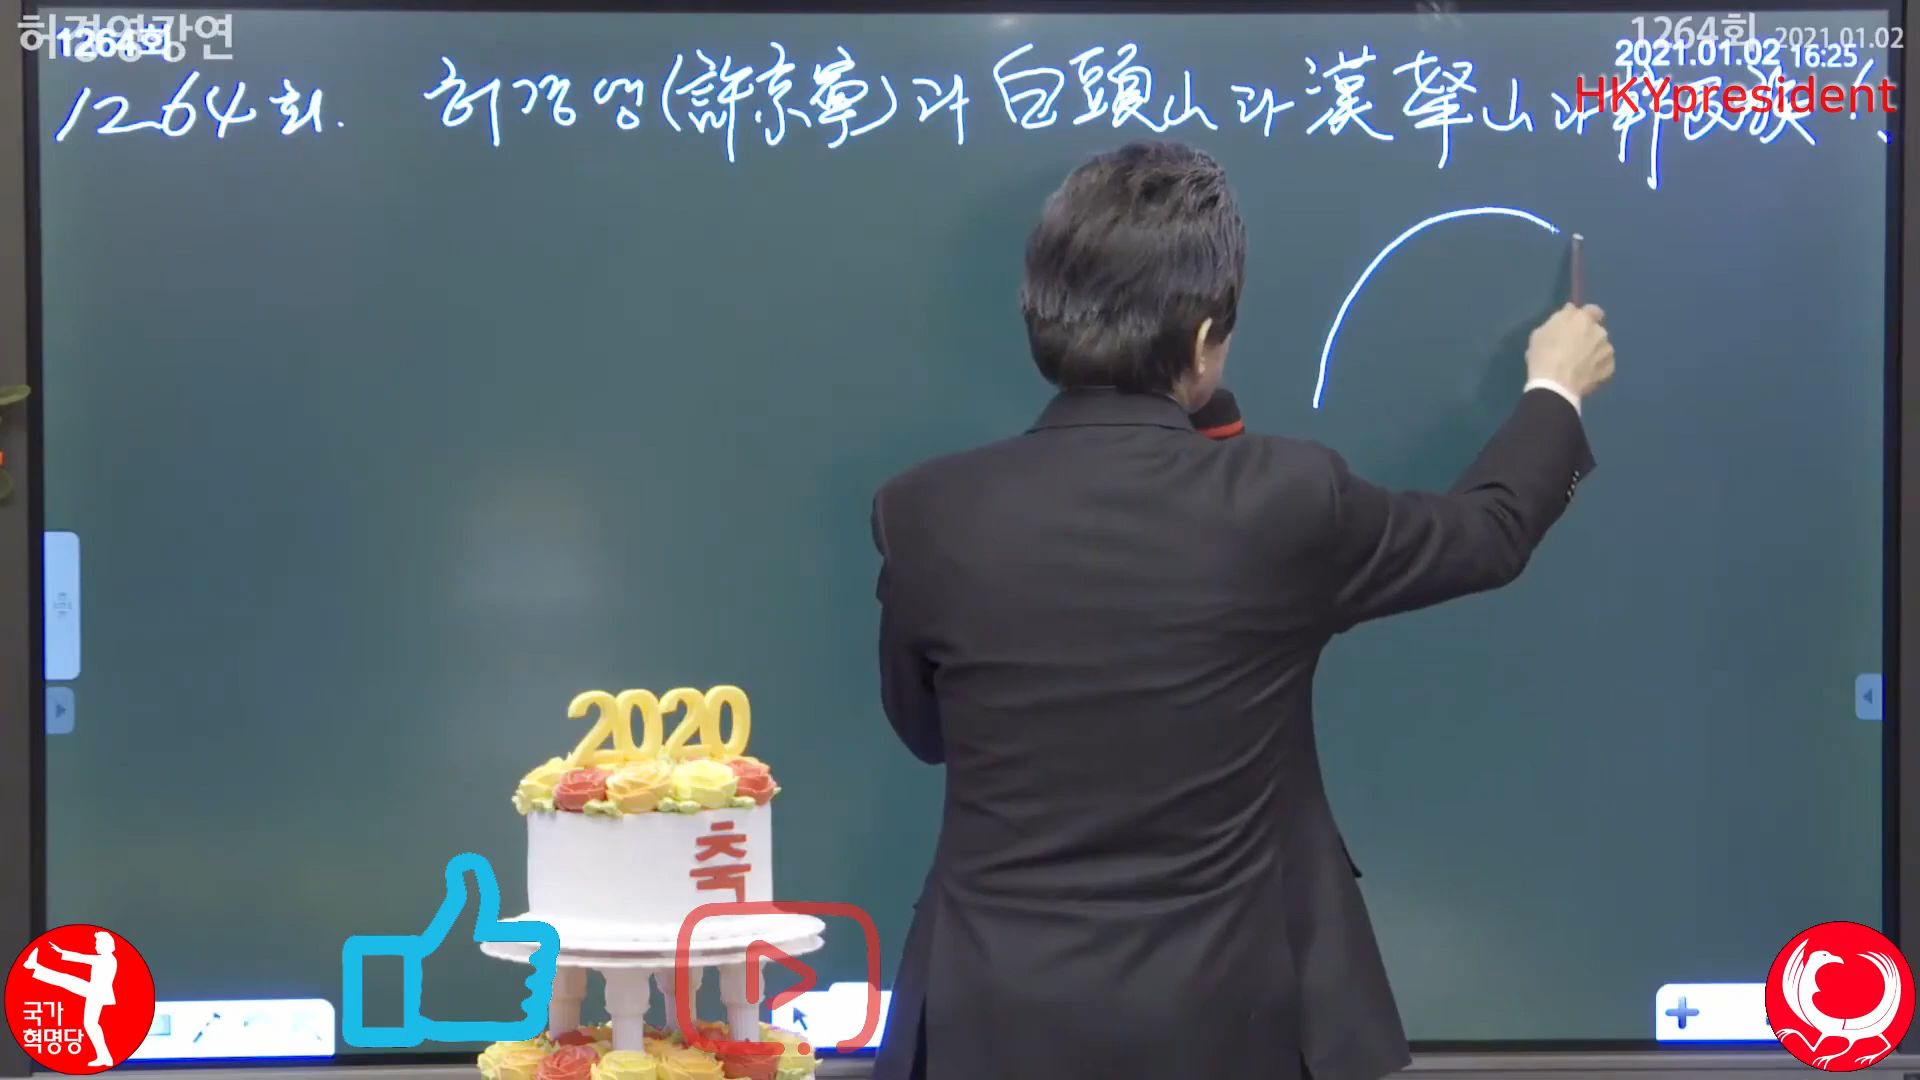 허경영강연
1264회
1264회 2021.01.02
2021.01.02 16:25
HKYpresident
1264회. 허경영(許京寧)과 白頭山과 漢拏山과
2020
축
국가
혁명당